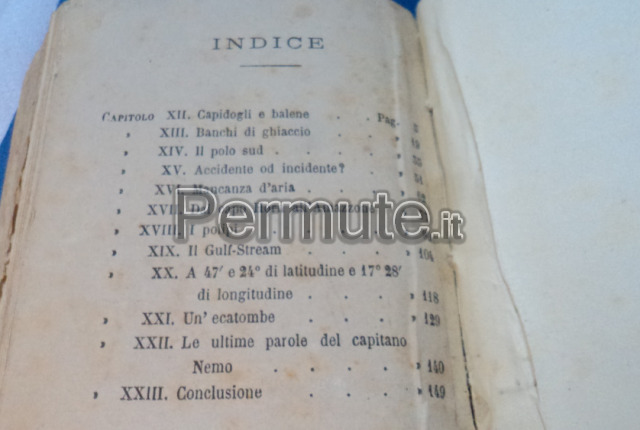 INDICE
CAPITOLO XII. Capidogli e balene . . Pag.
» XIII. Banchi di ghiaccio . . . »
» XIV. Il polo sud . . . . »
» XV. Accidente od incidente? . . »
» XVI. Mancanza d'aria . . . »
» XVII.
» XVIII. I
» XIX. Il Gulf-Stream . . . » 104
» XX. A 47' e 24° di latitudine e 17° 28'
di longitudine . . . » 118
» XXI. Un' ecatombe . . . » 129
» XXII. Le ultime parole del capitano
Nemo . . . . » 140
» XXIII. Conclusione . . . » 149
Permute.it